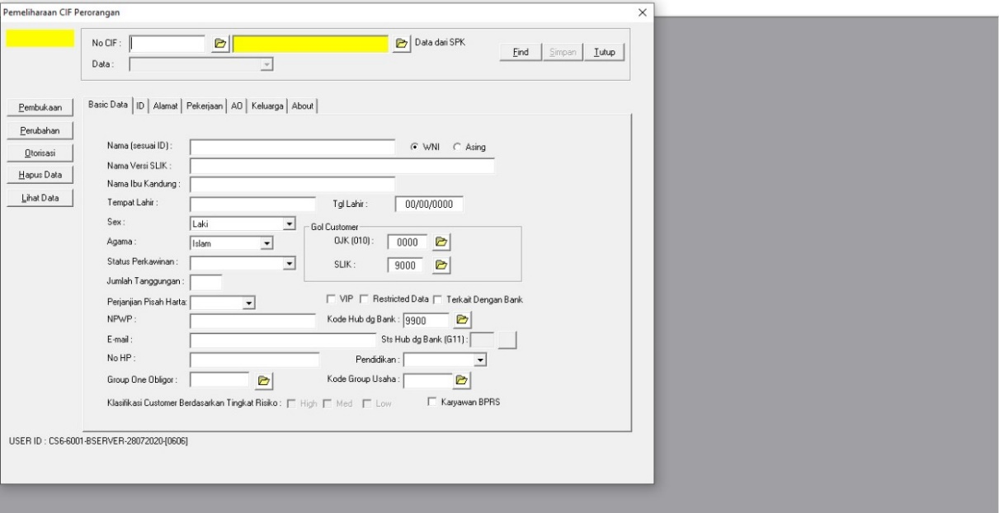 Pemeliharaan CIF Perorangan
No CIF : Data dari SPK
Find Simpan Tutup
Data :
Pembukaan
Perubahan
Otorisasi
Hapus Data
Lihat Data
Basic Data ID Alamat Pekerjaan AO Keluarga About
Nama (sesuai ID) : WNI Asing
Nama Versi SLIK :
Nama Ibu Kandung :
Tempat Lahir : Tgl Lahir : 00/00/0000
Sex : Laki
Gol Customer
Agama : Islam OJK (010) : 0000
Status Perkawinan : SLIK : 9000
Jumlah Tanggungan :
Perjanjian Pisah Harta: VIP Restricted Data Terkait Dengan Bank
NPWP : Kode Hub dg Bank : 9900
E-mail : Sts Hub dg Bank (G11) :
No HP : Pendidikan :
Group One Obligor : Kode Group Usaha :
Klasifikasi Customer Berdasarkan Tingkat Risiko : High Med Low Karyawan BPRS
USER ID : CS6-6001-BSERVER-28072020-[0606]